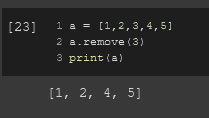 [23] 1 a = [1,2,3,4,5]
2 a.remove(3)
3 print(a)
[1, 2, 4, 5]